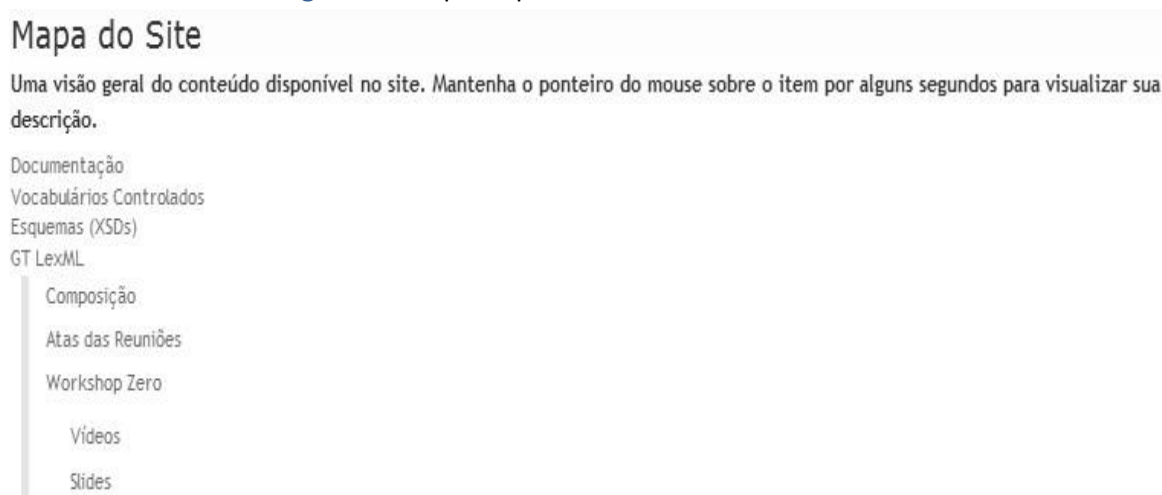 Mapa do Site
Uma visão geral do conteúdo disponível no site. Mantenha o ponteiro do mouse sobre o item por alguns segundos para visualizar sua
descrição.
Documentação
Vocabulários Controlados
Esquemas (XSDs)
GT LexML
Composição
Atas das Reuniões
Workshop Zero
Vídeos
Slides